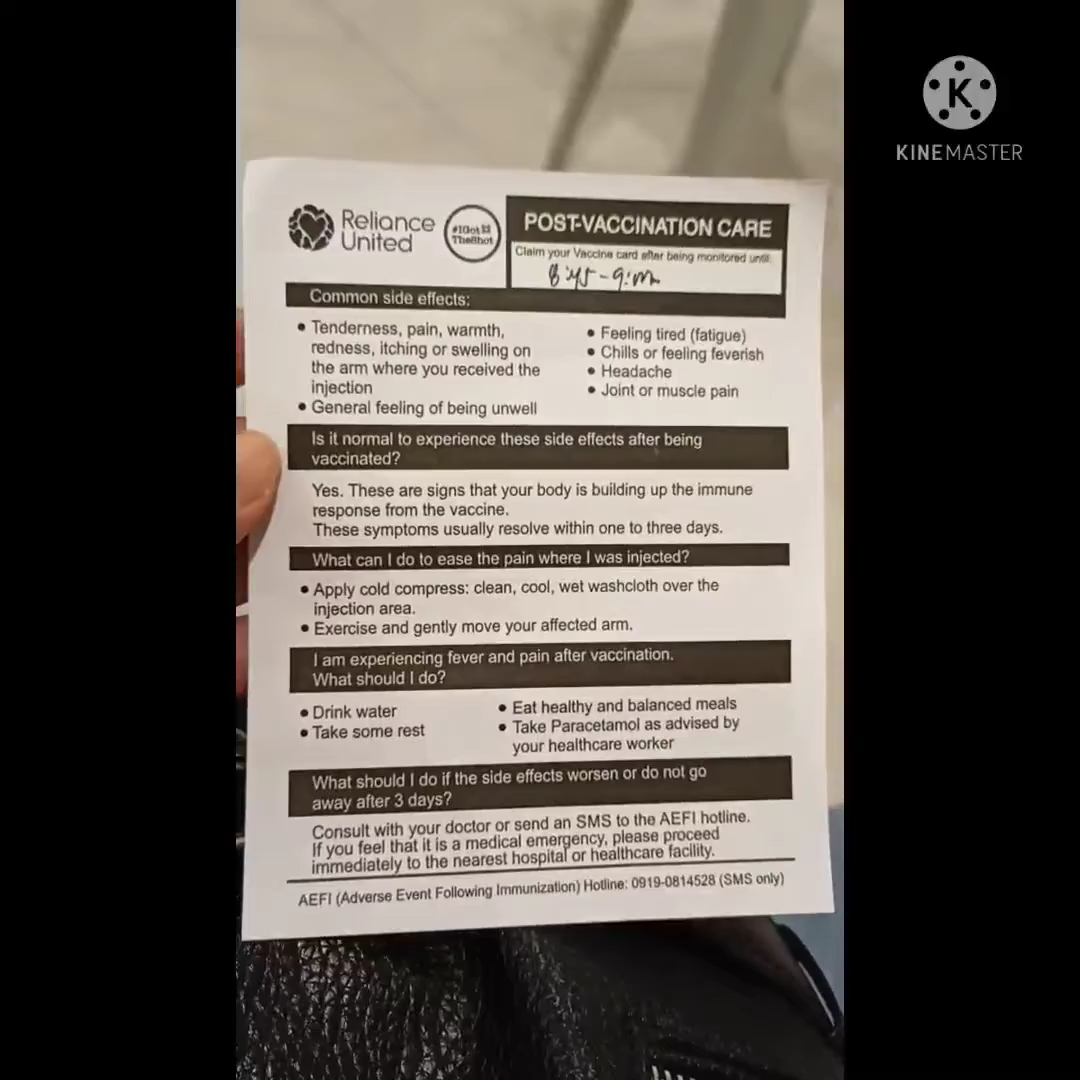 KINEMASTER
Reliance
United
#IGot
TheShot
POST-VACCINATION CARE
Claim your Vaccine card after being monitored until:
8:45 -
Common side effects:
• Tenderness, pain, warmth,
redness, itching or swelling on
the arm where you received the
injection
• General feeling of being unwell
• Feeling tired (fatigue)
• Chills or feeling feverish
• Headache
• Joint or muscle pain
Is it normal to experience these side effects after being
vaccinated?
Yes. These are signs that your body is building up the immune
response from the vaccine.
These symptoms usually resolve within one to three days.
What can I do to ease the pain where I was injected?
• Apply cold compress: clean, cool, wet washcloth over the
injection area.
• Exercise and gently move your affected arm.
I am experiencing fever and pain after vaccination.
What should I do?
• Drink water
• Take some rest
• Eat healthy and balanced meals
• Take Paracetamol as advised by
your healthcare worker
What should I do if the side effects worsen or do not go
away after 3 days?
Consult with your doctor or send an SMS to the AEFI hotline.
If you feel that it is a medical emergency, please proceed
immediately to the nearest hospital or healthcare facility.
AEFI (Adverse Event Following Immunization) Hotline: 0919-0814528 (SMS only)